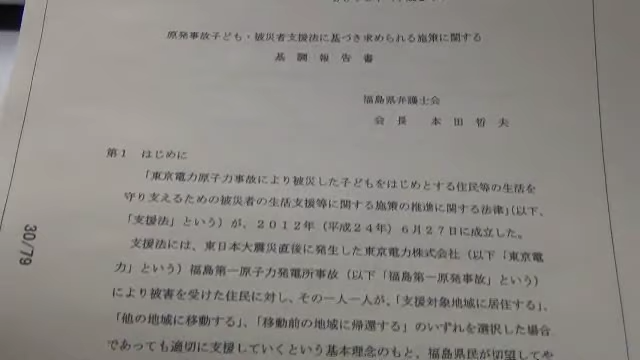 原発事故子ども・被災者支援法に基づき求められる施策に関する
基調報告書
福島県弁護士会
会長 本田哲夫
第1 はじめに
「東京電力原子力事故により被災した子どもをはじめとする住民等の生活を
守り支えるための被災者の生活支援等に関する施策の推進に関する法律」(以下、
「支援法」という)が、2012年(平成24年)6月27日に成立した。
支援法には、東日本大震災直後に発生した東京電力株式会社(以下「東京電
力」という)福島第一原子力発電所事故(以下「福島第一原発事故」という)
により被害を受けた住民に対し、その一人一人が、「支援対象地域に居住する」、
「他の地域に移動する」、「移動前の地域に帰還する」のいずれを選択した場合
であっても適切に支援していくという基本理念のもと、福島県民が切望してや
30/79